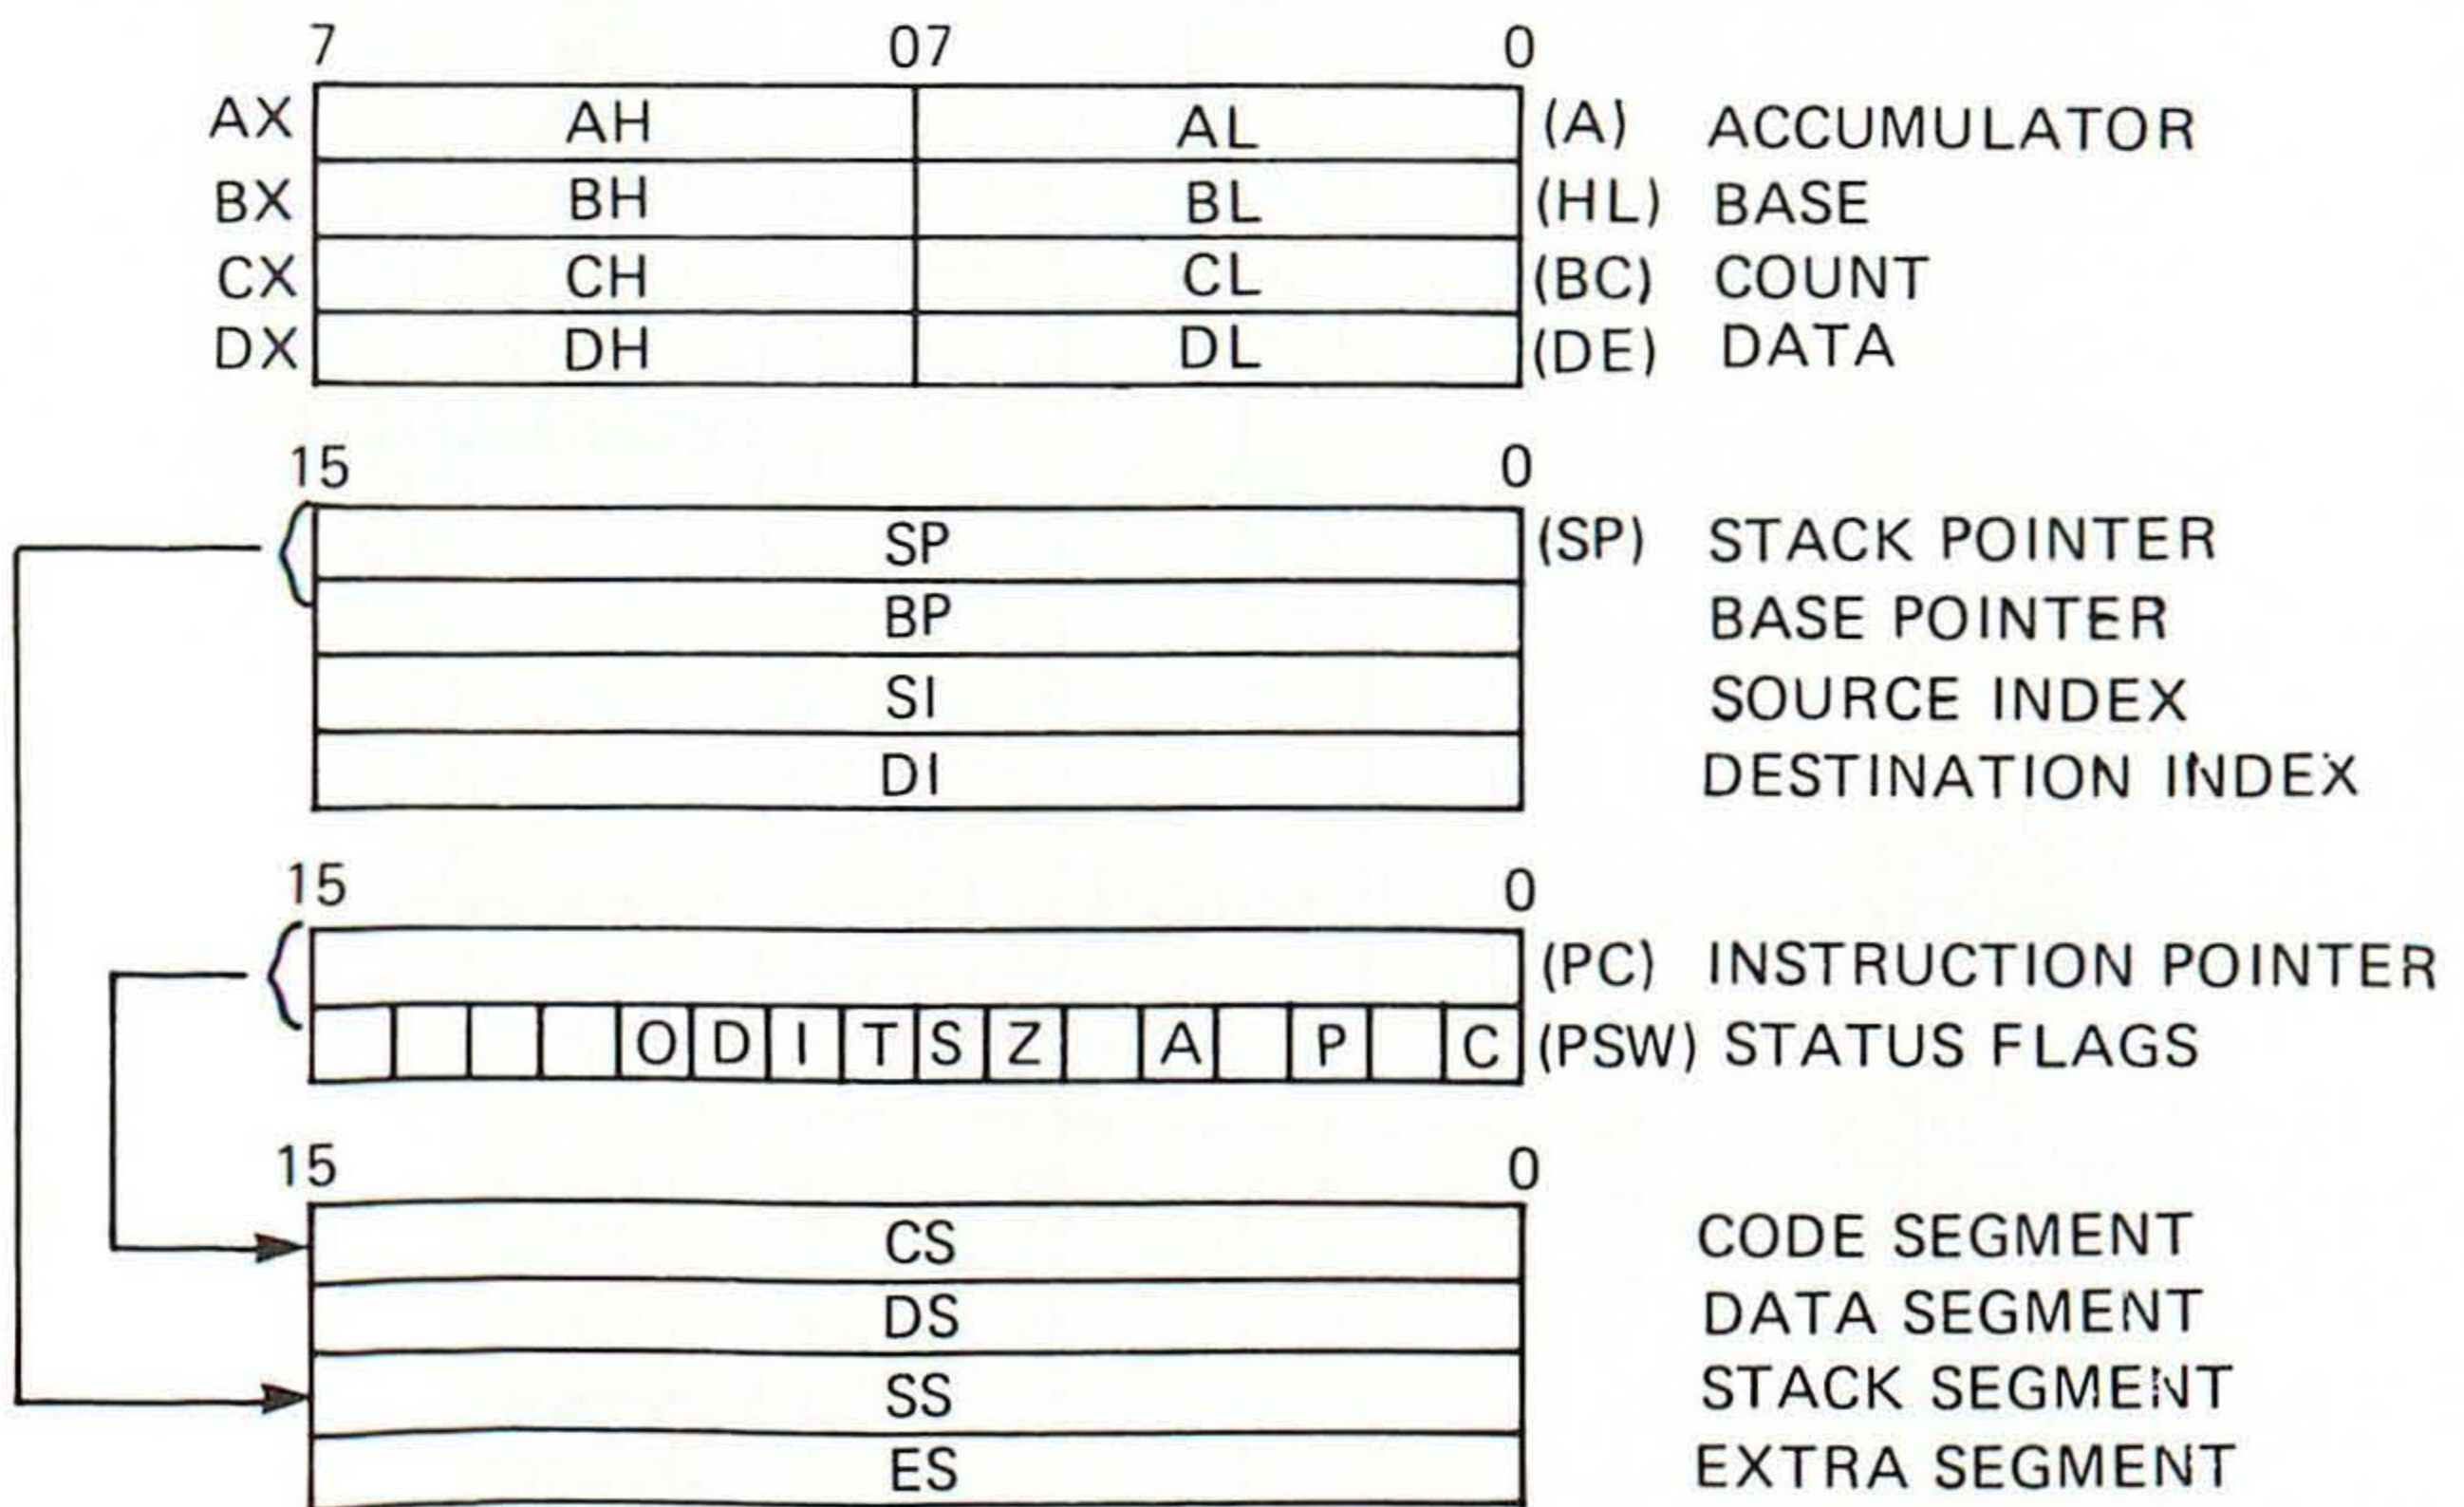 7 07 0
AX AH AL (A) ACCUMULATOR
BX BH BL (HL) BASE
CX CH CL (BC) COUNT
DX DH DL (DE) DATA
15 0
SP (SP) STACK POINTER
BP BASE POINTER
SI SOURCE INDEX
DI DESTINATION INDEX
15 0
(PC) INSTRUCTION POINTER
O D I T S Z A P C (PSW) STATUS FLAGS
15 0
CS CODE SEGMENT
DS DATA SEGMENT
SS STACK SEGMENT
ES EXTRA SEGMENT